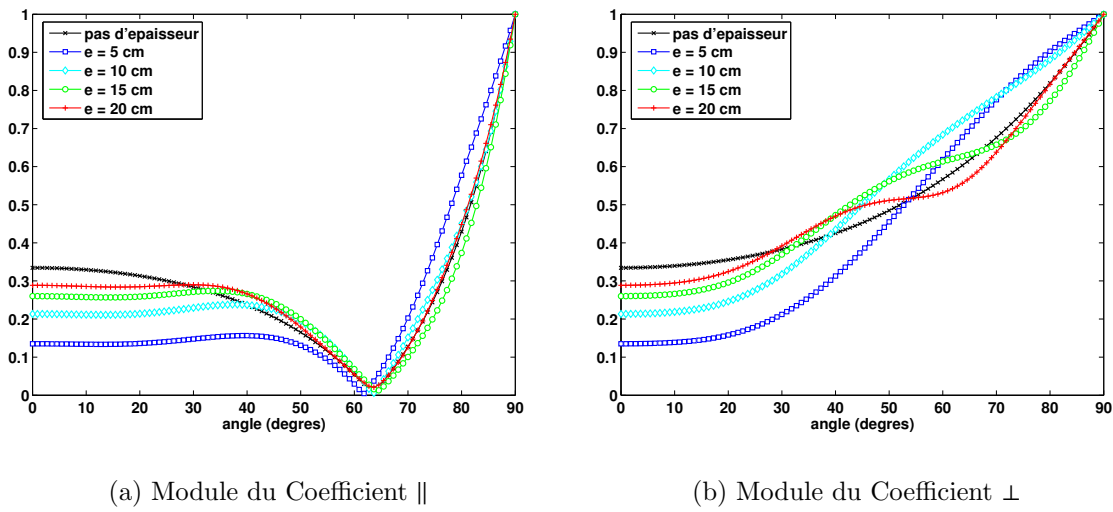 1
0.9
0.8
0.7
0.6
0.5
0.4
0.3
0.2
0.1
0
pas d'epaisseur
e = 5 cm
e = 10 cm
e = 15 cm
e = 20 cm
0 10 20 30 40 50 60 70 80 90
angle (degres)
(a) Module du Coefficient ∥
1
0.9
0.8
0.7
0.6
0.5
0.4
0.3
0.2
0.1
0
pas d'epaisseur
e = 5 cm
e = 10 cm
e = 15 cm
e = 20 cm
0 10 20 30 40 50 60 70 80 90
angle (degres)
(b) Module du Coefficient ⊥